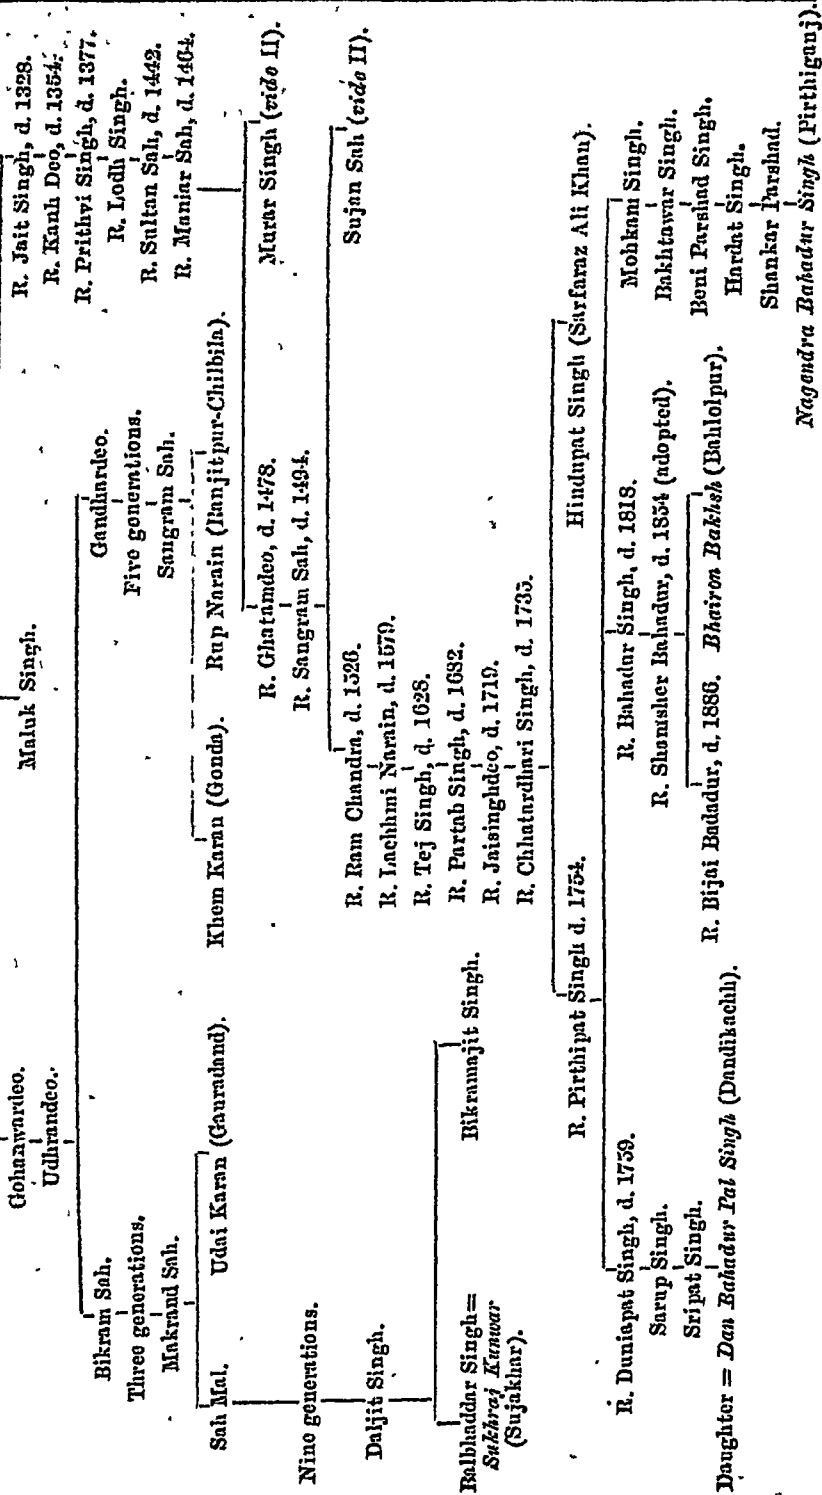 R. Jait Singh, d. 1328.
R. Kanh Deo, d. 1354.
R. Prithvi Singh, d. 1377.
R. Lodh Singh.
R. Sultan Sah, d. 1442.
R. Maniar Sah, d. 1464.
Gohanwardeo.
Udhrandeo.
Maluk Singh.
Bikram Sah.
Three generations.
Makrand Sah.
Gandhardeo.
Five generations.
Sangram Sah.
Sah Mal.
Udai Karan (Gauradand).
Khem Karan (Gonda).
Rup Narain (Ranjitpur-Chilbila).
R. Ghatamdeo, d. 1478.
R. Sangram Sah, d. 1494.
Murar Singh (vide II).
Nine generations.
Daljit Singh.
R. Ram Chandra, d. 1526.
Sujan Sah (vide II).
R. Lachhmi Narain, d. 1579.
R. Tej Singh, d. 1628.
R. Partab Singh, d. 1682.
R. Jaisinghdeo, d. 1719.
R. Chhatardhari Singh, d. 1735.
Balbhaddar Singh=
Sukhraj Kunwar
(Sujakhar).
Bikramajit Singh.
R. Pirthipat Singh d. 1754.
Hindupat Singh (Sarfaraz Ali Khan).
R. Duniapat Singh, d. 1759.
Sarup Singh.
Sripat Singh.
Daughter = Dan Bahadur Pal Singh (Dandikachh).
R. Bahadur Singh, d. 1818.
R. Shamsher Bahadur, d. 1854 (adopted).
R. Bijai Badadur, d. 1886.
Bhairon Bakhsh (Bahlolpur).
Mohkam Singh.
Bakhtawar Singh.
Beni Parshad Singh.
Hardat Singh.
Shankar Parshad.
Nagendra Bahadur Singh (Pirthiganj).